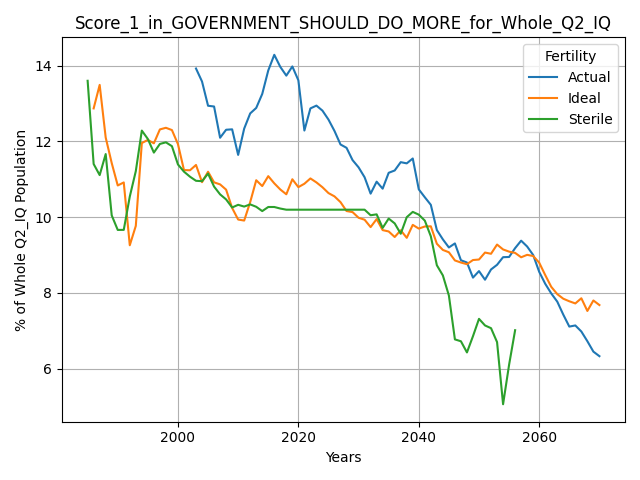 Score_1_in_GOVERNMENT_SHOULD_DO_MORE_for_Whole_Q2_IQ
Fertility
Actual
Ideal
Sterile
% of Whole Q2_IQ Population
14
12
10
8
6
2000 2020 2040 2060
Years